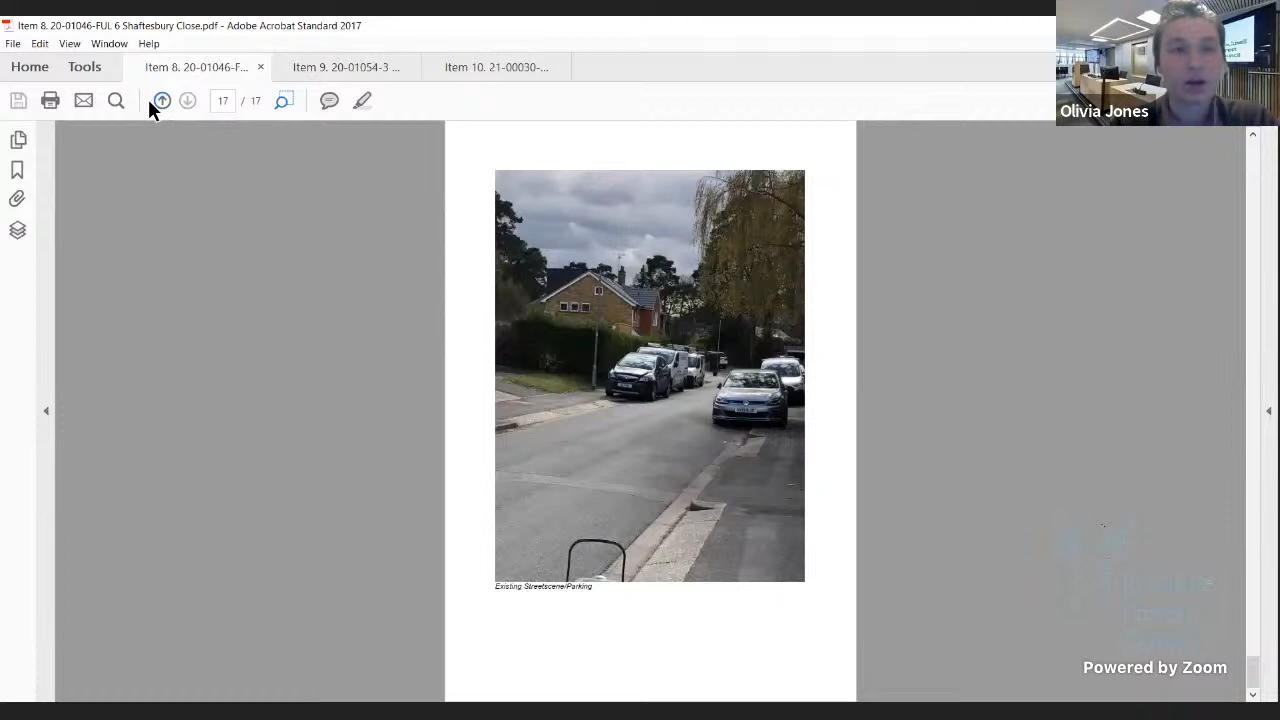 Item 8. 20-01046-FUL 6 Shaftesbury Close.pdf - Adobe Acrobat Standard 2017
File Edit View Window Help
Home Tools Item 8. 20-01046-F... × Item 9. 20-01054-3 ... Item 10. 21-00030-
17 / 17
Olivia Jones
Existing Streetscene/Parking
Powered by Zoom